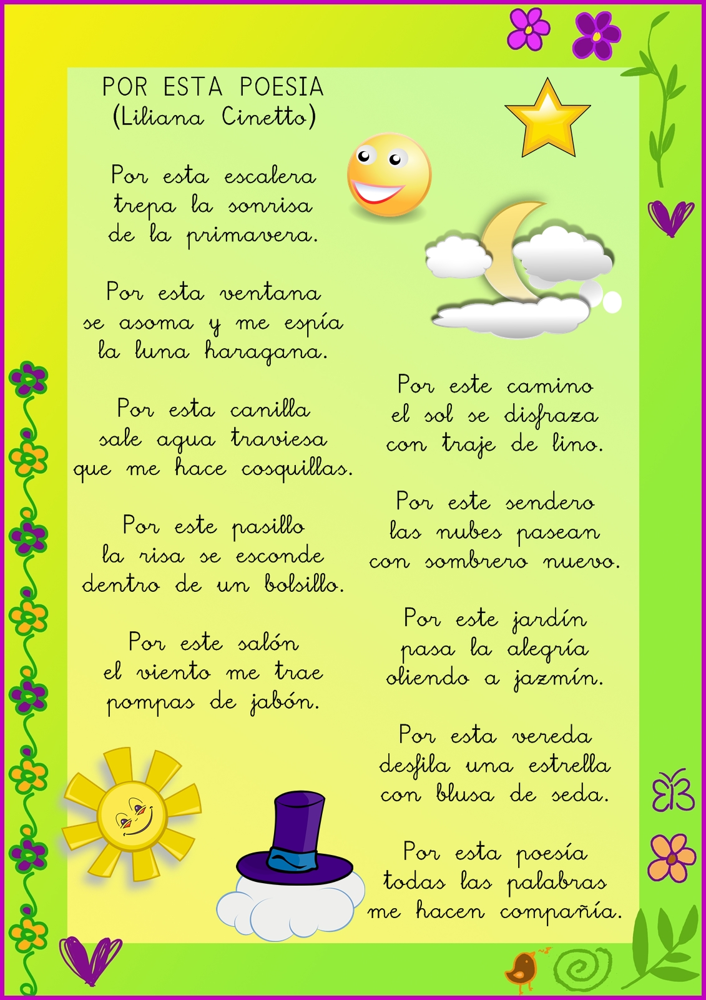 POR ESTA POESIA
(Liliana Cinetto)
Por esta escalera
trepa la sonrisa
de la primavera.
Por esta ventana
se asoma y me espía
la luna haragana.
Por esta canilla
sale agua traviesa
que me hace cosquillas.
Por este pasillo
la risa se esconde
dentro de un bolsillo.
Por este salón
el viento me trae
pompas de jabón.
Por este camino
el sol se disfraza
con traje de lino.
Por este sendero
las nubes pasean
con sombrero nuevo.
Por este jardín
pasa la alegría
oliendo a jazmín.
Por esta vereda
desfila una estrella
con blusa de seda.
Por esta poesía
todas las palabras
me hacen compañía.